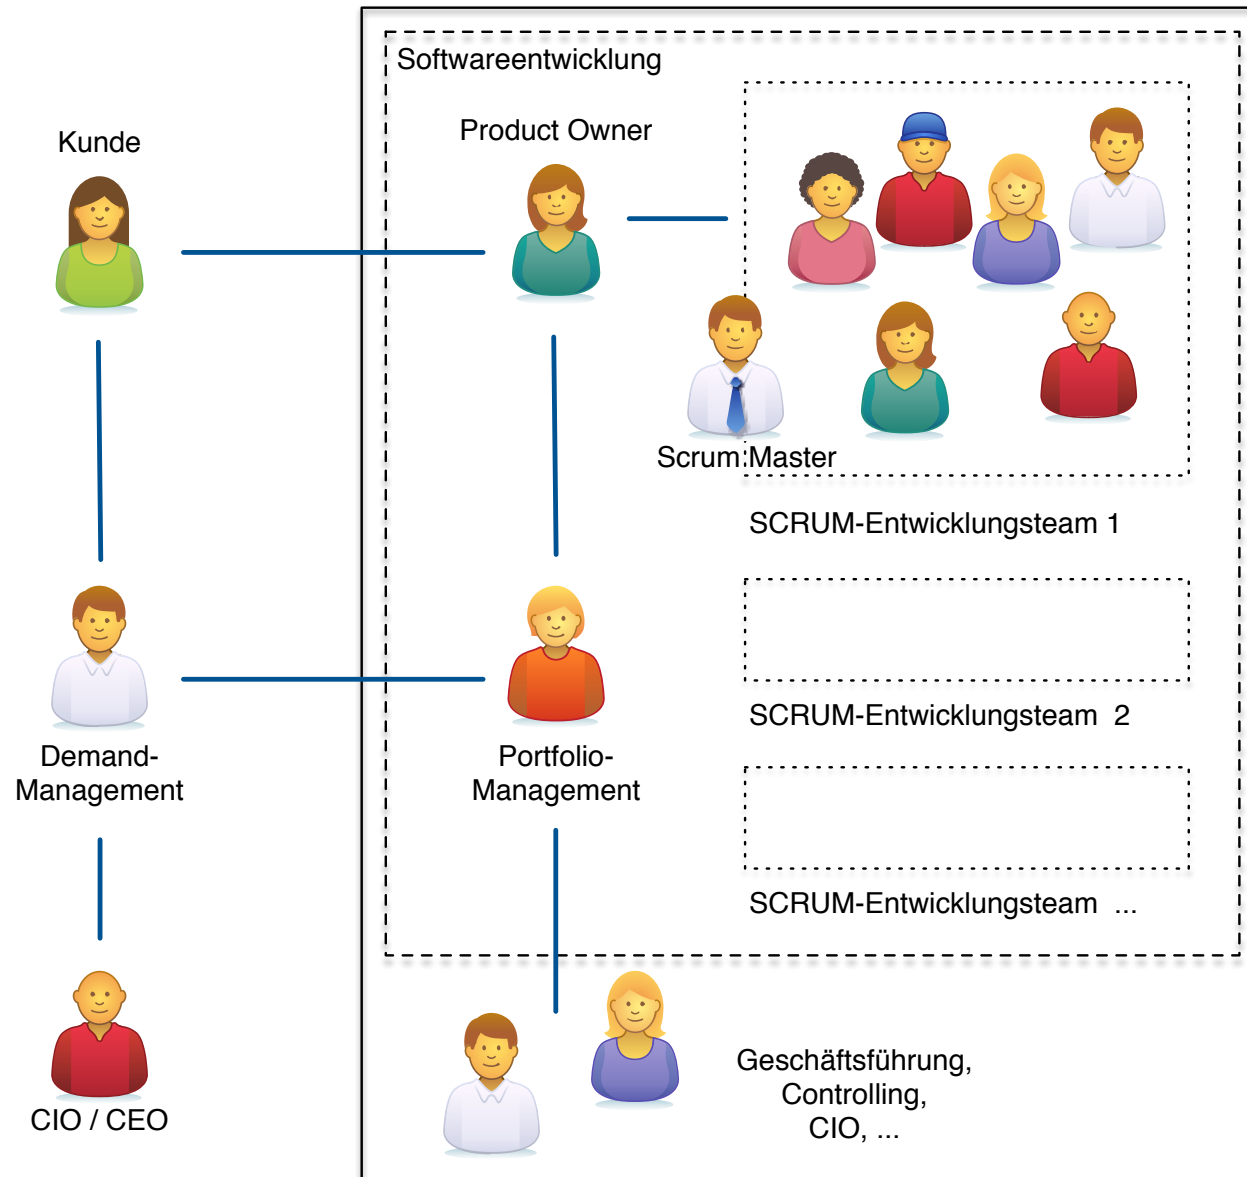 Softwareentwicklung
Kunde
Product Owner
Scrum Master
SCRUM-Entwicklungsteam 1
SCRUM-Entwicklungsteam 2
Demand-
Management
Portfolio-
Management
SCRUM-Entwicklungsteam ...
CIO / CEO
Geschäftsführung,
Controlling,
CIO, ...